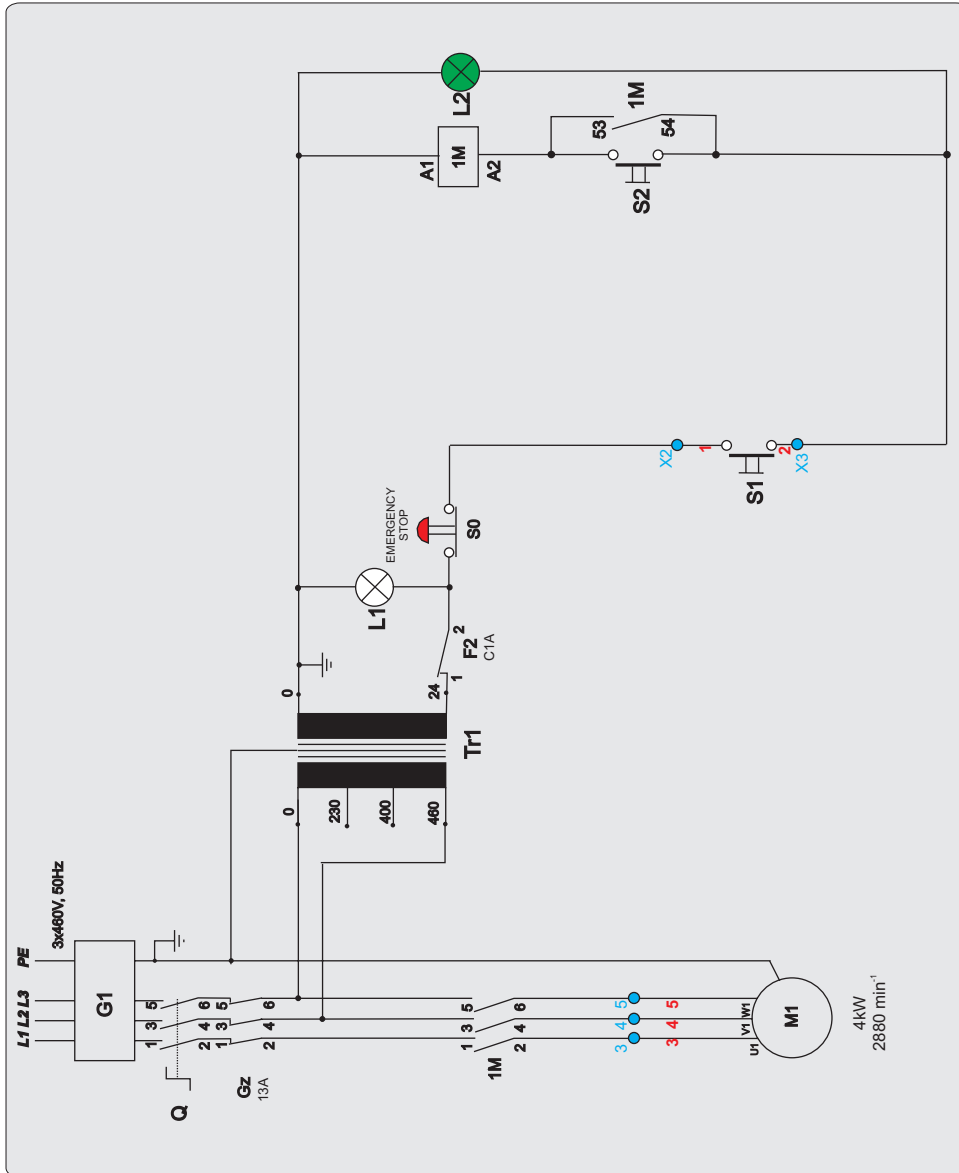 L1 L2 L3 PE
3x460V, 50Hz
G1
1 3 5
Q
2 4 6
1 3 5
Gz
13A
2 4 6
0
230
400
460
Tr1
0
24
1
F2
C1A
2
L1
EMERGENCY
STOP
S0
X2
1
S1
2
X3
1M
1 3 5
2 4 6
3 4 5
3 4 5
U1 V1 W1
M1
4kW
2880 min⁻¹
A1
1M
A2
L2
53
1M
54
S2